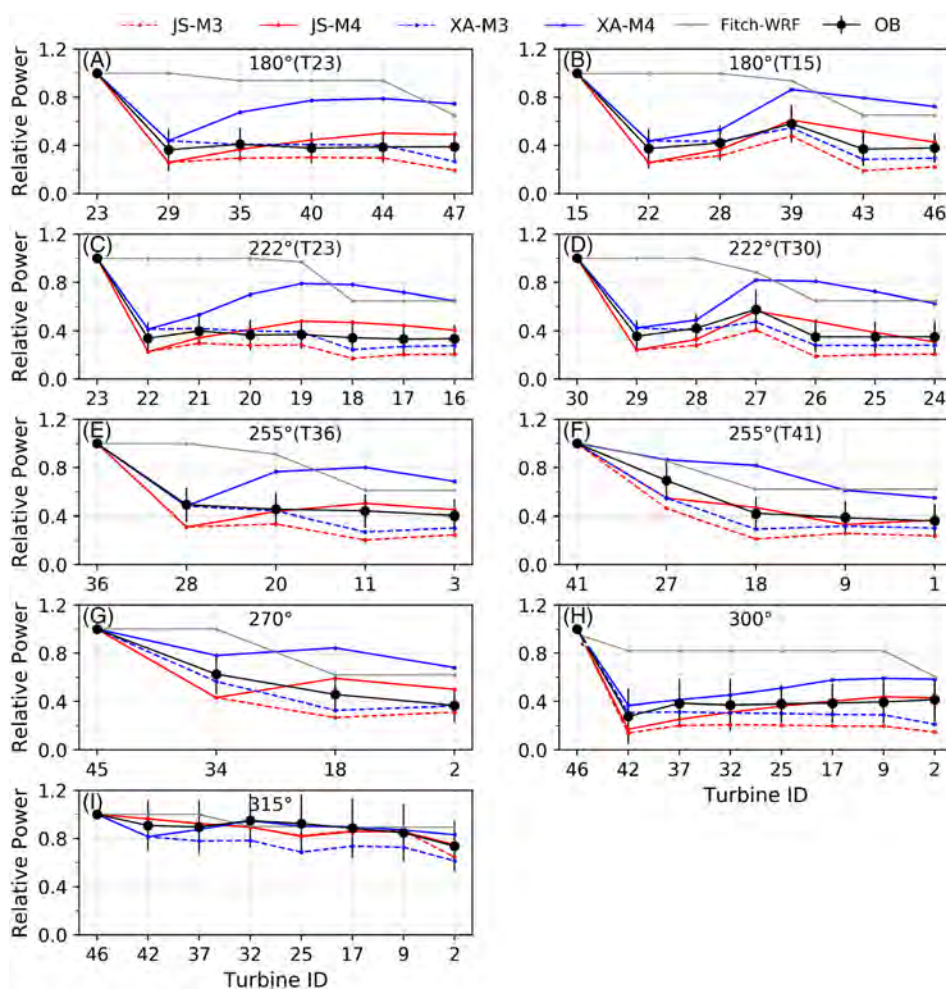 JS-M3 JS-M4 XA-M3 XA-M4 Fitch-WRF OB
Relative Power
1.2
0.8
0.4
0.0
(A) 180°(T23)
23 29 35 40 44 47
1.2
0.8
0.4
0.0
(B) 180°(T15)
15 22 28 39 43 46
Relative Power
1.2
0.8
0.4
0.0
(C) 222°(T23)
23 22 21 20 19 18 17 16
1.2
0.8
0.4
0.0
(D) 222°(T30)
30 29 28 27 26 25 24
Relative Power
1.2
0.8
0.4
0.0
(E) 255°(T36)
36 28 20 11 3
1.2
0.8
0.4
0.0
(F) 255°(T41)
41 27 18 9 1
Relative Power
1.2
0.8
0.4
0.0
(G) 270°
45 34 18 2
1.2
0.8
0.4
0.0
(H) 300°
46 42 37 32 25 17 9 2
Turbine ID
Relative Power
1.2
0.8
0.4
0.0
(I) 315°
46 42 37 32 25 17 9 2
Turbine ID